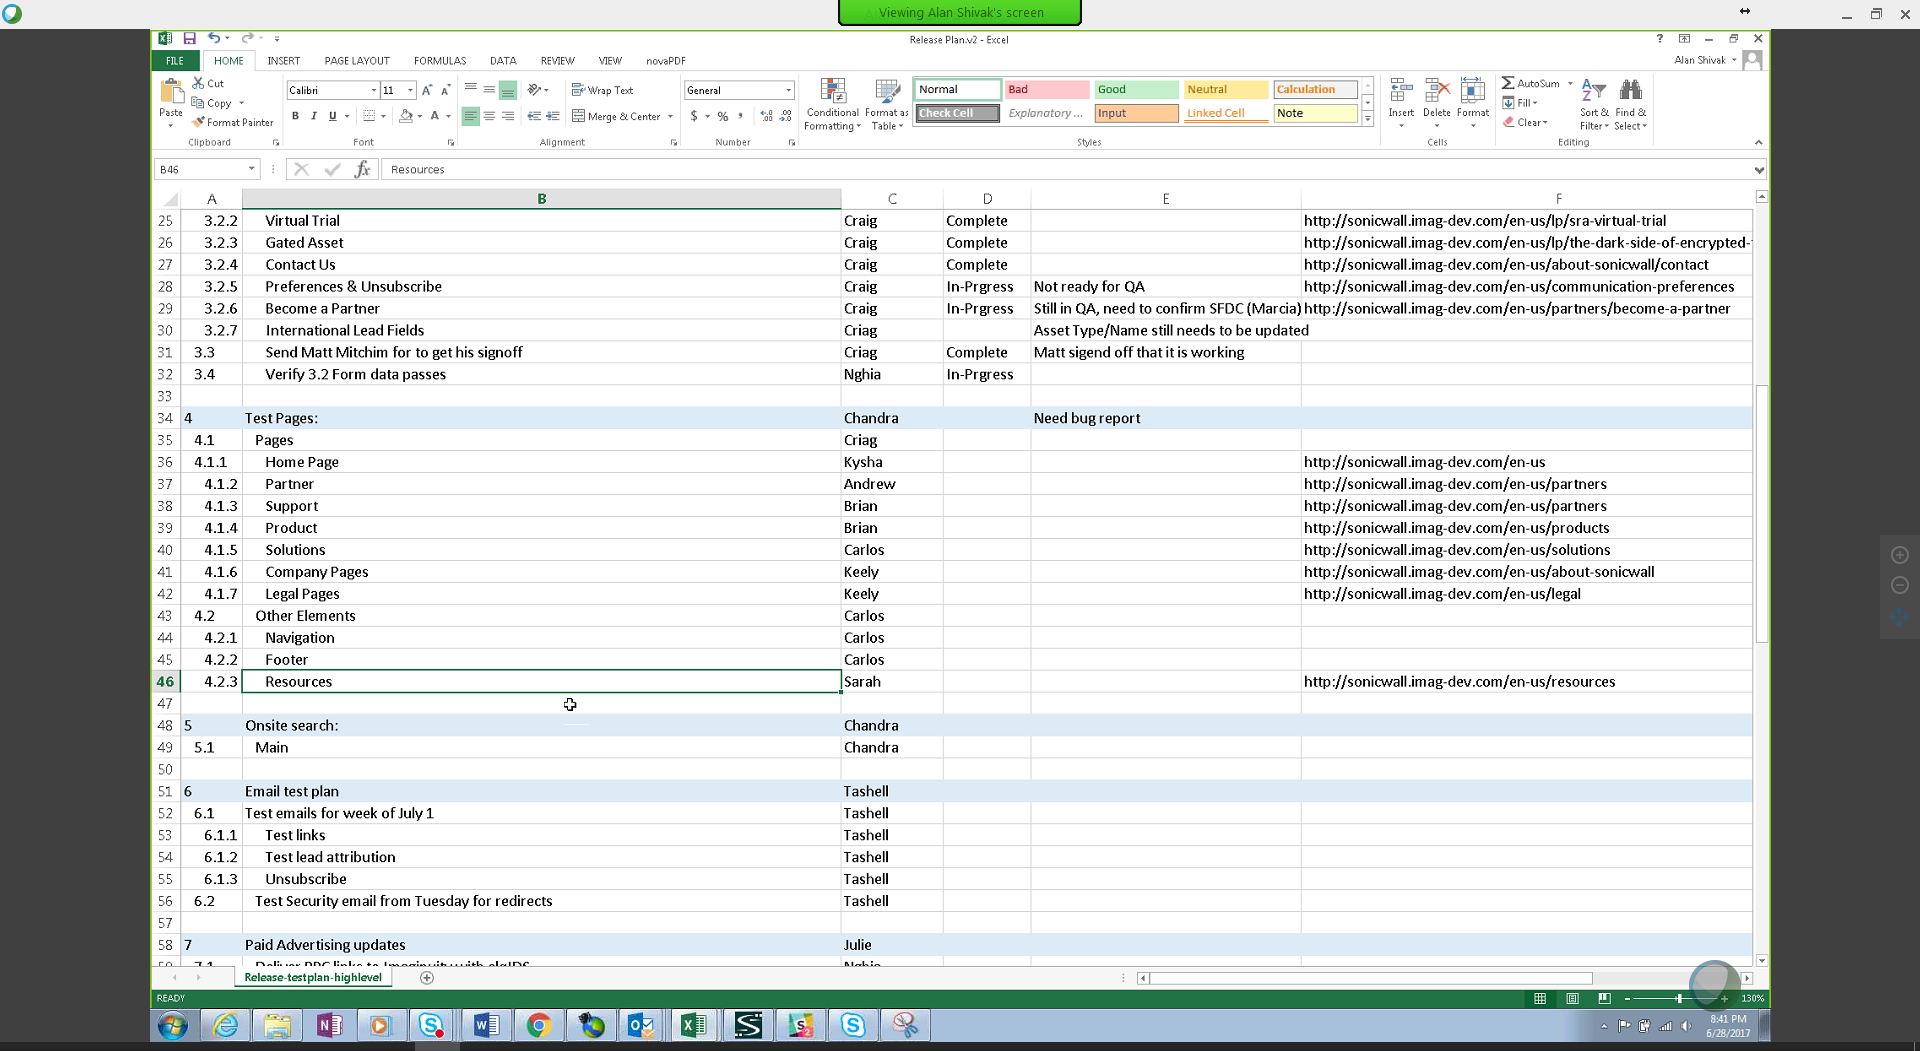 Viewing Alan Shivak's screen
Release Plan.v2 - Excel
FILE HOME INSERT PAGE LAYOUT FORMULAS DATA REVIEW VIEW novaPDF Alan Shivak
Cut
Copy
Format Painter
Paste
Clipboard
Calibri 11
B I U
Font
Wrap Text
Merge & Center
Alignment
General
$ % ,
Number
Conditional Formatting
Format as Table
Normal Bad Good Neutral Calculation
Check Cell Explanatory ... Input Linked Cell Note
Styles
Insert Delete Format
Cells
AutoSum
Fill
Clear
Sort & Filter
Find & Select
Editing
B46 fx Resources
A B C D E F
25 3.2.2 Virtual Trial Craig Complete http://sonicwall.imag-dev.com/en-us/lp/sra-virtual-trial
26 3.2.3 Gated Asset Craig Complete http://sonicwall.imag-dev.com/en-us/lp/the-dark-side-of-encrypted-
27 3.2.4 Contact Us Craig Complete http://sonicwall.imag-dev.com/en-us/about-sonicwall/contact
28 3.2.5 Preferences & Unsubscribe Craig In-Prgress Not ready for QA http://sonicwall.imag-dev.com/en-us/communication-preferences
29 3.2.6 Become a Partner Craig In-Prgress Still in QA, need to confirm SFDC (Marcia) http://sonicwall.imag-dev.com/en-us/partners/become-a-partner
30 3.2.7 International Lead Fields Criag Asset Type/Name still needs to be updated
31 3.3 Send Matt Mitchim for to get his signoff Criag Complete Matt sigend off that it is working
32 3.4 Verify 3.2 Form data passes Nghia In-Prgress
33
34 4 Test Pages: Chandra Need bug report
35 4.1 Pages Criag
36 4.1.1 Home Page Kysha http://sonicwall.imag-dev.com/en-us
37 4.1.2 Partner Andrew http://sonicwall.imag-dev.com/en-us/partners
38 4.1.3 Support Brian http://sonicwall.imag-dev.com/en-us/partners
39 4.1.4 Product Brian http://sonicwall.imag-dev.com/en-us/products
40 4.1.5 Solutions Carlos http://sonicwall.imag-dev.com/en-us/solutions
41 4.1.6 Company Pages Keely http://sonicwall.imag-dev.com/en-us/about-sonicwall
42 4.1.7 Legal Pages Keely http://sonicwall.imag-dev.com/en-us/legal
43 4.2 Other Elements Carlos
44 4.2.1 Navigation Carlos
45 4.2.2 Footer Carlos
46 4.2.3 Resources Sarah http://sonicwall.imag-dev.com/en-us/resources
47
48 5 Onsite search: Chandra
49 5.1 Main Chandra
50
51 6 Email test plan Tashell
52 6.1 Test emails for week of July 1 Tashell
53 6.1.1 Test links Tashell
54 6.1.2 Test lead attribution Tashell
55 6.1.3 Unsubscribe Tashell
56 6.2 Test Security email from Tuesday for redirects Tashell
57
58 7 Paid Advertising updates Julie
Release-testplan-highlevel
READY 130%
8:41 PM
6/28/2017